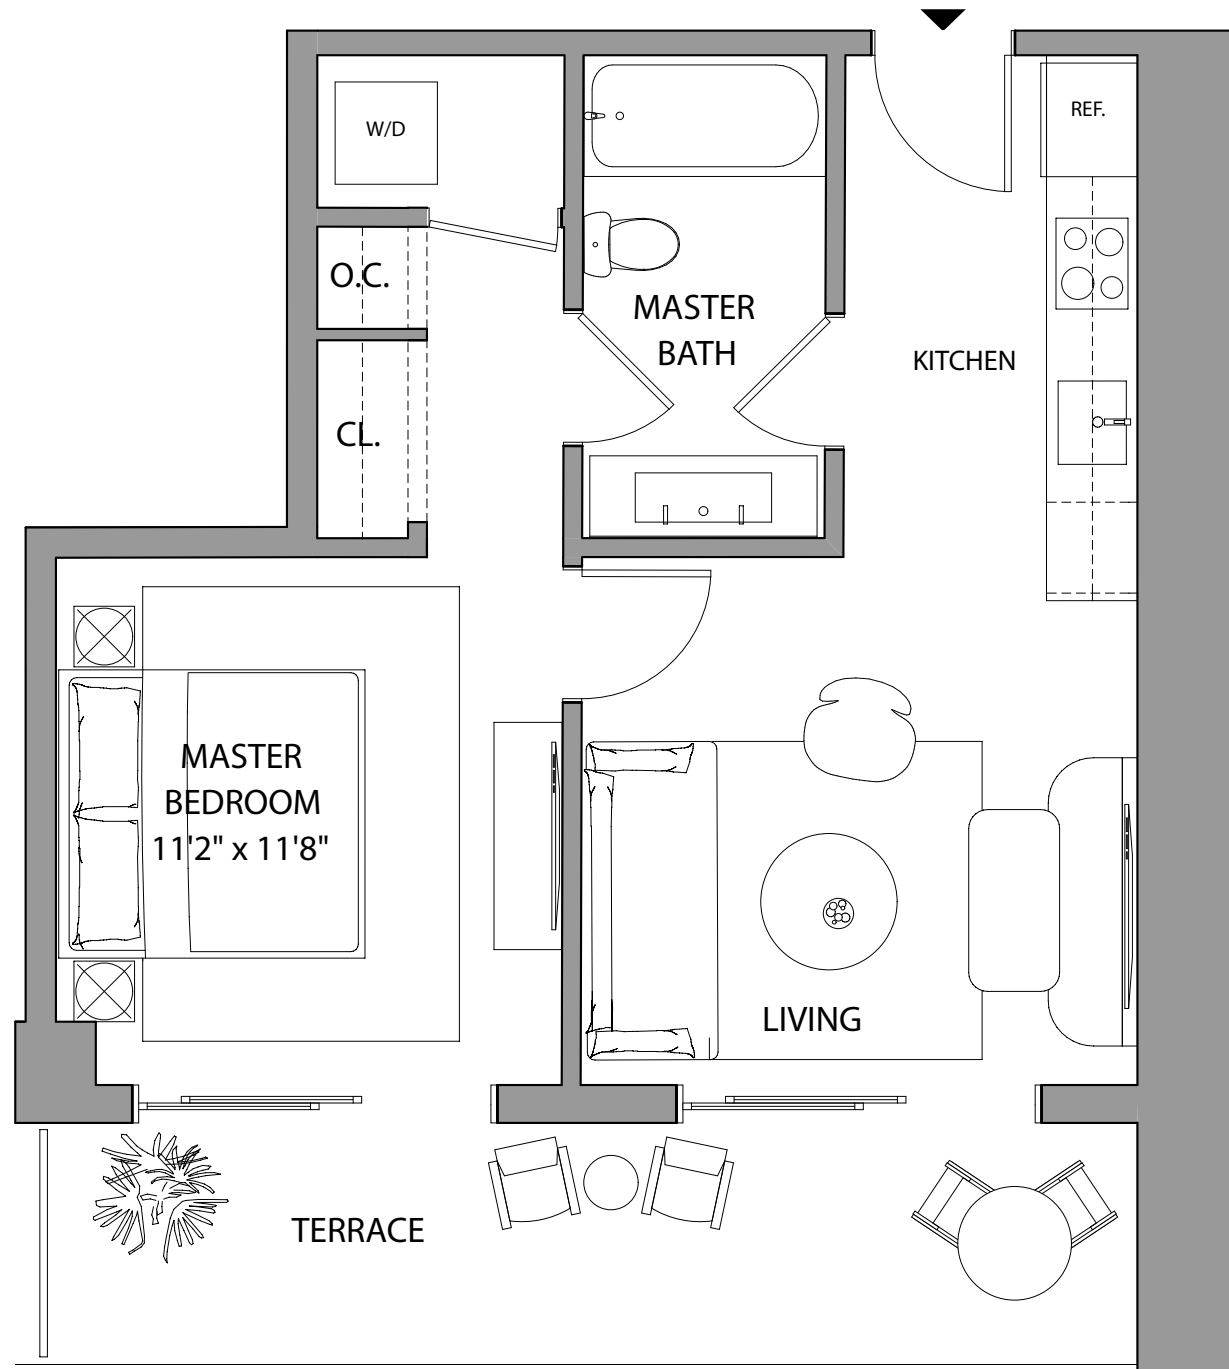 REF.
W/D
O.C.
MASTER
BATH
KITCHEN
CL.
MASTER
BEDROOM
11'2" x 11'8"
LIVING
TERRACE